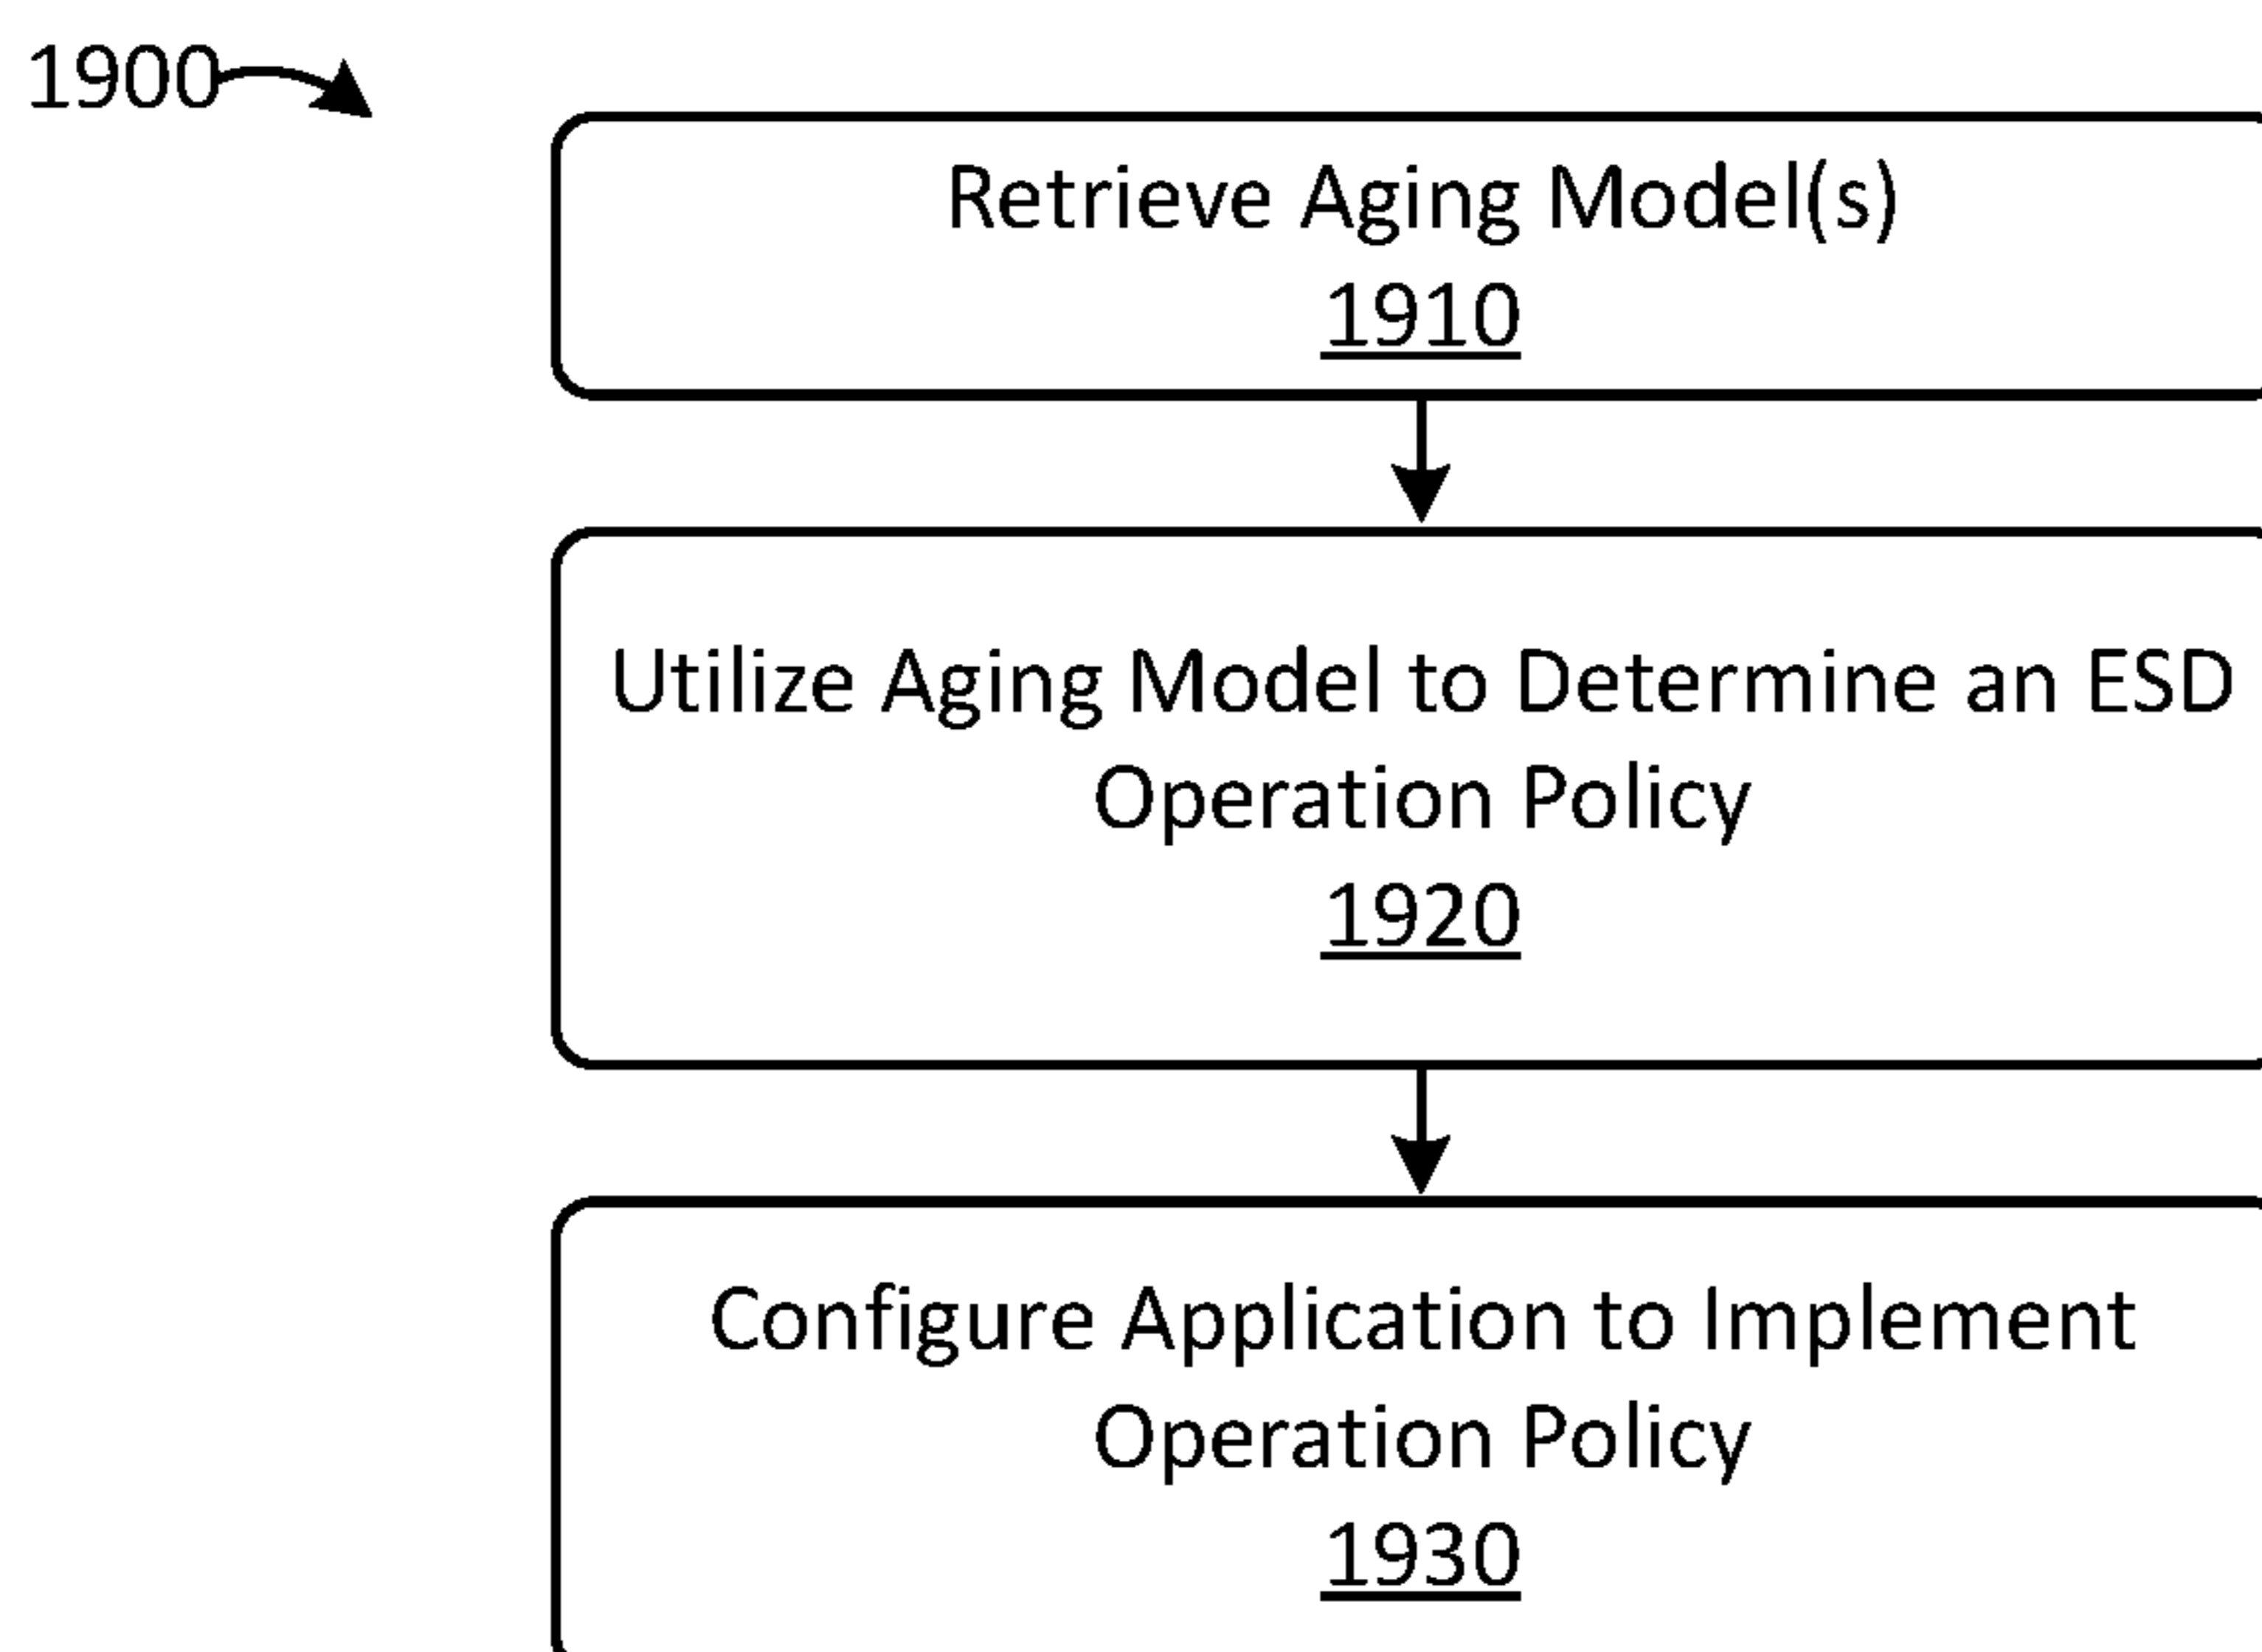 1900
Retrieve Aging Model(s)
1910
Utilize Aging Model to Determine an ESD
Operation Policy
1920
Configure Application to Implement
Operation Policy
1930